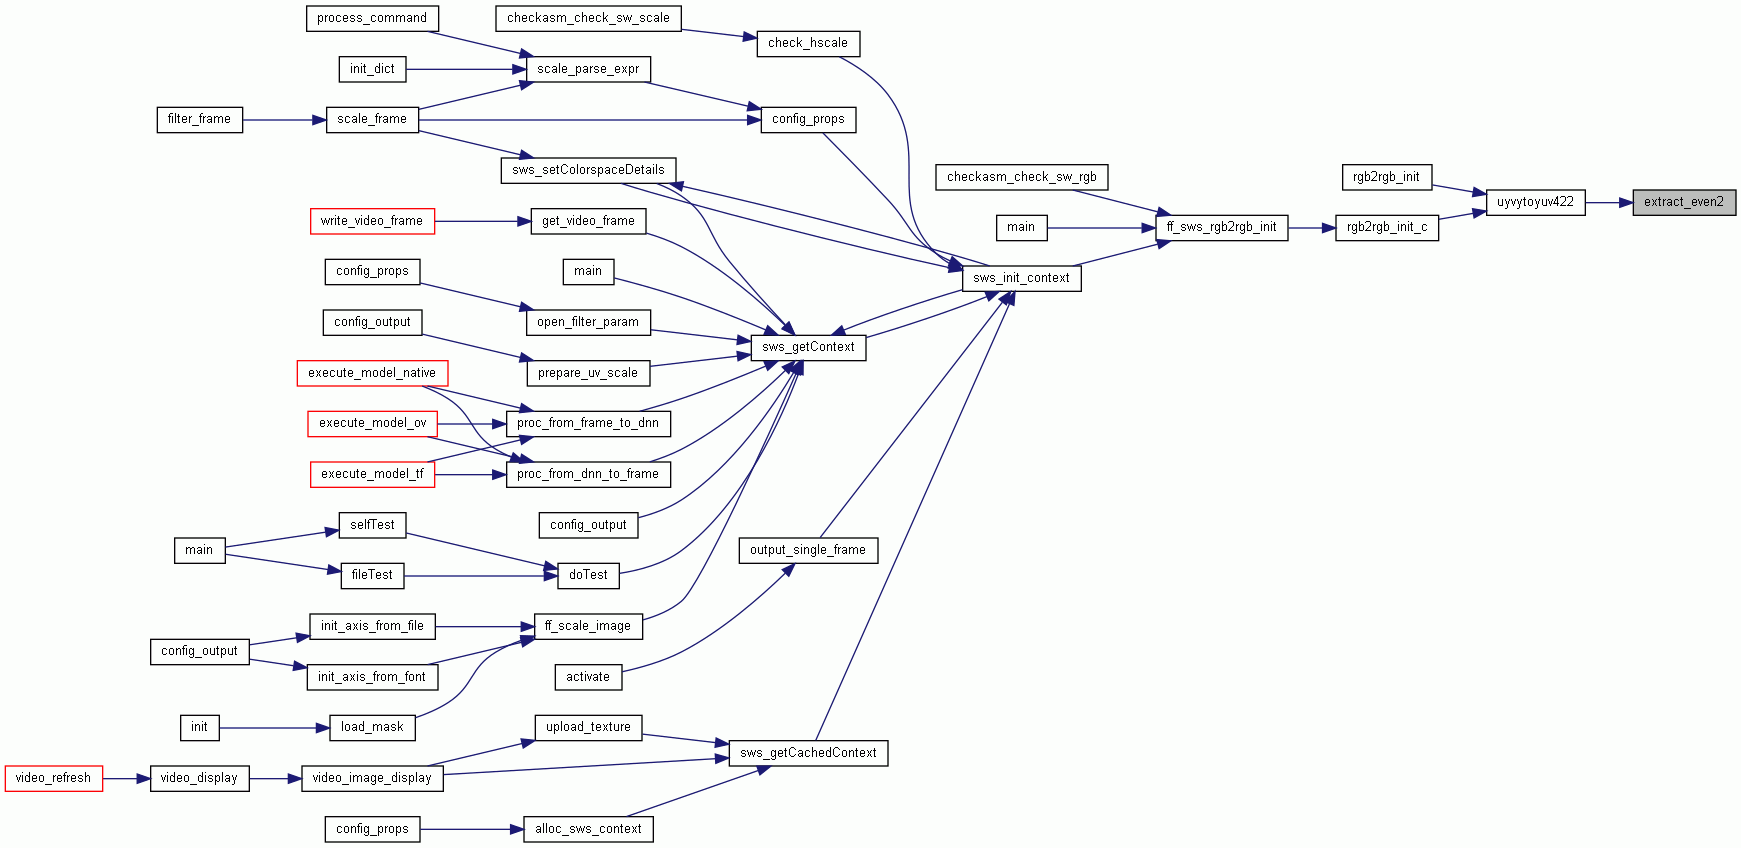 process_command
checkasm_check_sw_scale
check_hscale
init_dict
scale_parse_expr
filter_frame
scale_frame
config_props
sws_setColorspaceDetails
checkasm_check_sw_rgb
rgb2rgb_init
uyvytoyuv422
extract_even2
write_video_frame
get_video_frame
main
ff_sws_rgb2rgb_init
rgb2rgb_init_c
config_props
main
sws_init_context
config_output
open_filter_param
sws_getContext
execute_model_native
prepare_uv_scale
execute_model_ov
proc_from_frame_to_dnn
execute_model_tf
proc_from_dnn_to_frame
selfTest
config_output
main
output_single_frame
fileTest
doTest
init_axis_from_file
ff_scale_image
config_output
init_axis_from_font
activate
init
load_mask
upload_texture
sws_getCachedContext
video_refresh
video_display
video_image_display
config_props
alloc_sws_context